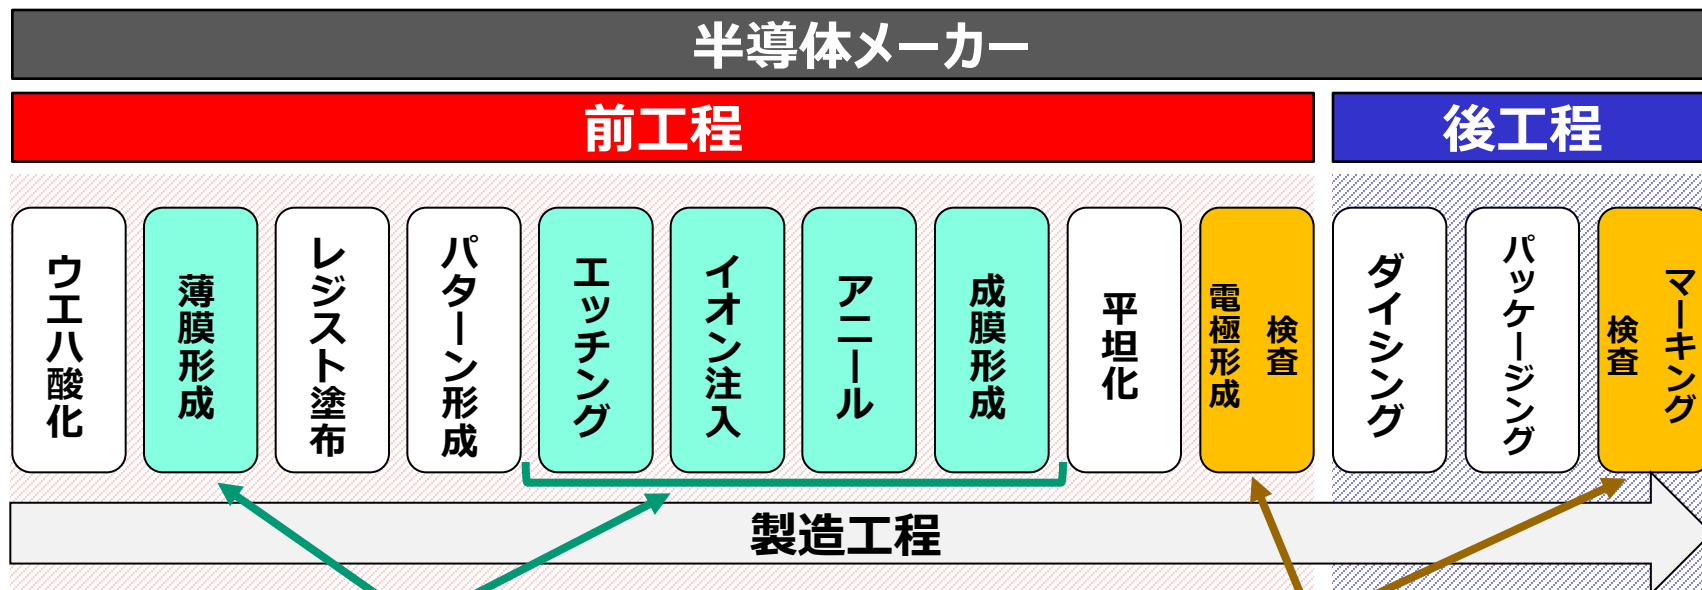 半導体メーカー
前工程
後工程
ウエハ酸化
薄膜形成
レジスト塗布
パターン形成
エッチング
イオン注入
アニール
成膜形成
平坦化
検査
電極形成
ダイシング
パッケージング
マーキング
検査
製造工程